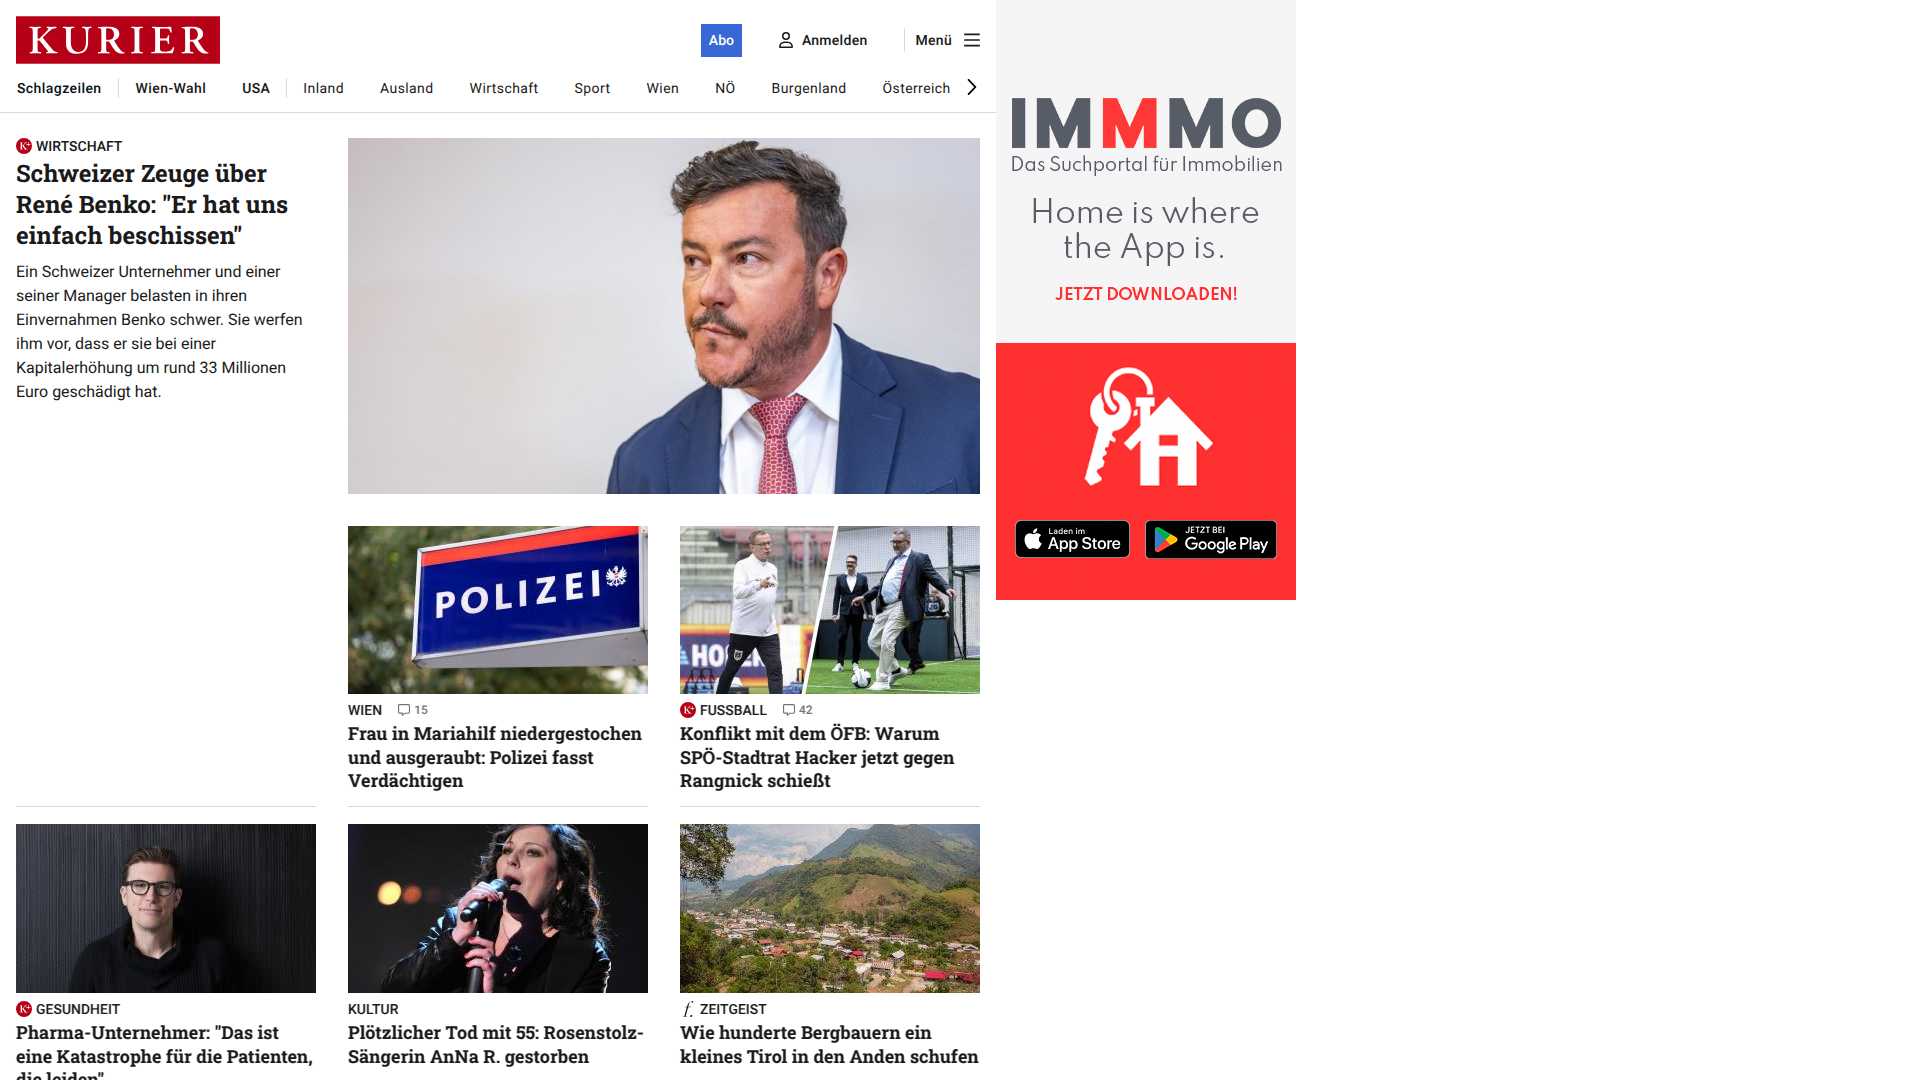 KURIER
Abo
Anmelden
Menü
Schlagzeilen
Wien-Wahl
USA
Inland
Ausland
Wirtschaft
Sport
Wien
NÖ
Burgenland
Österreich
K+ WIRTSCHAFT
Schweizer Zeuge über
René Benko: "Er hat uns
einfach beschissen"
Ein Schweizer Unternehmer und einer
seiner Manager belasten in ihren
Einvernahmen Benko schwer. Sie werfen
ihm vor, dass er sie bei einer
Kapitalerhöhung um rund 33 Millionen
Euro geschädigt hat.
POLIZEI
WIEN 15
Frau in Mariahilf niedergestochen
und ausgeraubt: Polizei fasst
Verdächtigen
K+ FUSSBALL 42
Konflikt mit dem ÖFB: Warum
SPÖ-Stadtrat Hacker jetzt gegen
Rangnick schießt
K+ GESUNDHEIT
Pharma-Unternehmer: "Das ist
eine Katastrophe für die Patienten,
die leiden"
KULTUR
Plötzlicher Tod mit 55: Rosenstolz-
Sängerin AnNa R. gestorben
f. ZEITGEIST
Wie hunderte Bergbauern ein
kleines Tirol in den Anden schufen
IMMMO
Das Suchportal für Immobilien
Home is where
the App is.
JETZT DOWNLOADEN!
Laden im
App Store
JETZT BEI
Google Play